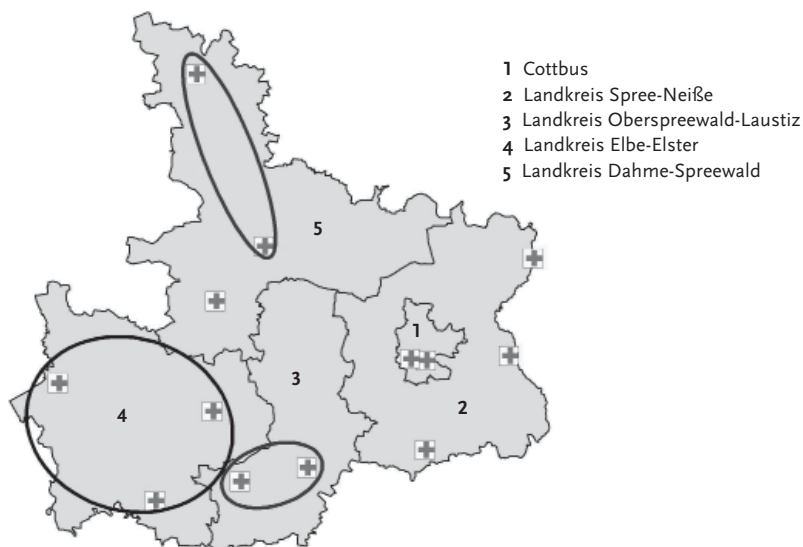 1 Cottbus
2 Landkreis Spree-Neiße
3 Landkreis Oberspreewald-Laustiz
4 Landkreis Elbe-Elster
5 Landkreis Dahme-Spreewald
5
1
3
4
2